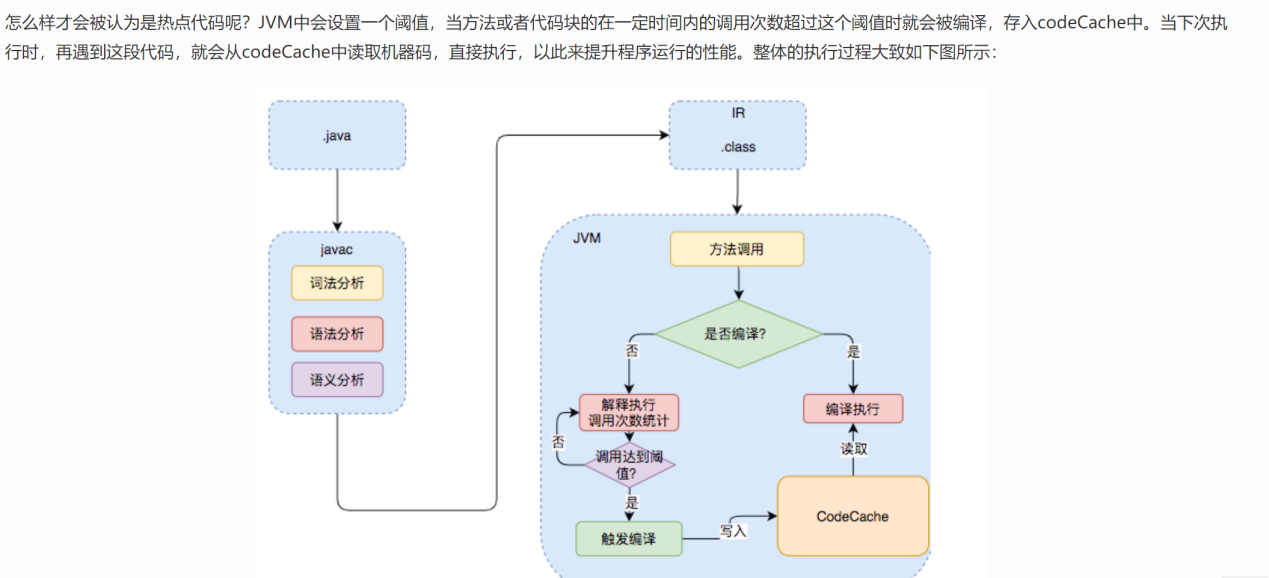 怎么样才会被认为是热点代码呢？JVM中会设置一个阈值，当方法或者代码块的在一定时间内的调用次数超过这个阈值时就会被编译，存入codeCache中。当下次执
行时，再遇到这段代码，就会从codeCache中读取机器码，直接执行，以此来提升程序运行的性能。整体的执行过程大致如下图所示：
.java
IR
.class
javac
词法分析
语法分析
语义分析
JVM
方法调用
是否编译?
否
是
解释执行
调用次数统计
编译执行
否
调用达到阈
值?
读取
是
CodeCache
触发编译
写入